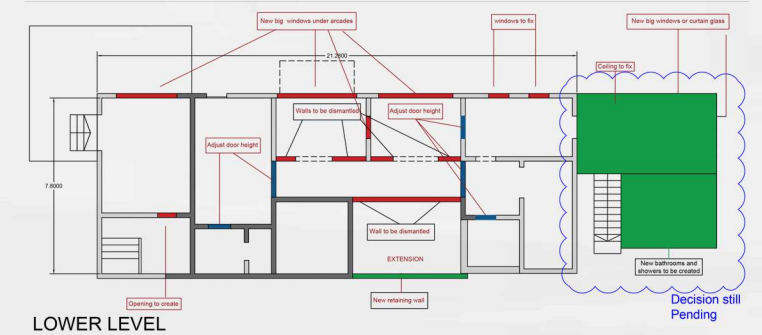 New big windows under arcades
windows to fix
New big windows or curtain glass
21.2600
Ceiling to fix
Walls to be dismantled
Adjust door height
Adjust door height
7.6000
Wall to be dismantled
EXTENSION
New bathrooms and
showers to be created
Opening to create
New retaining wall
Decision still
Pending
LOWER LEVEL